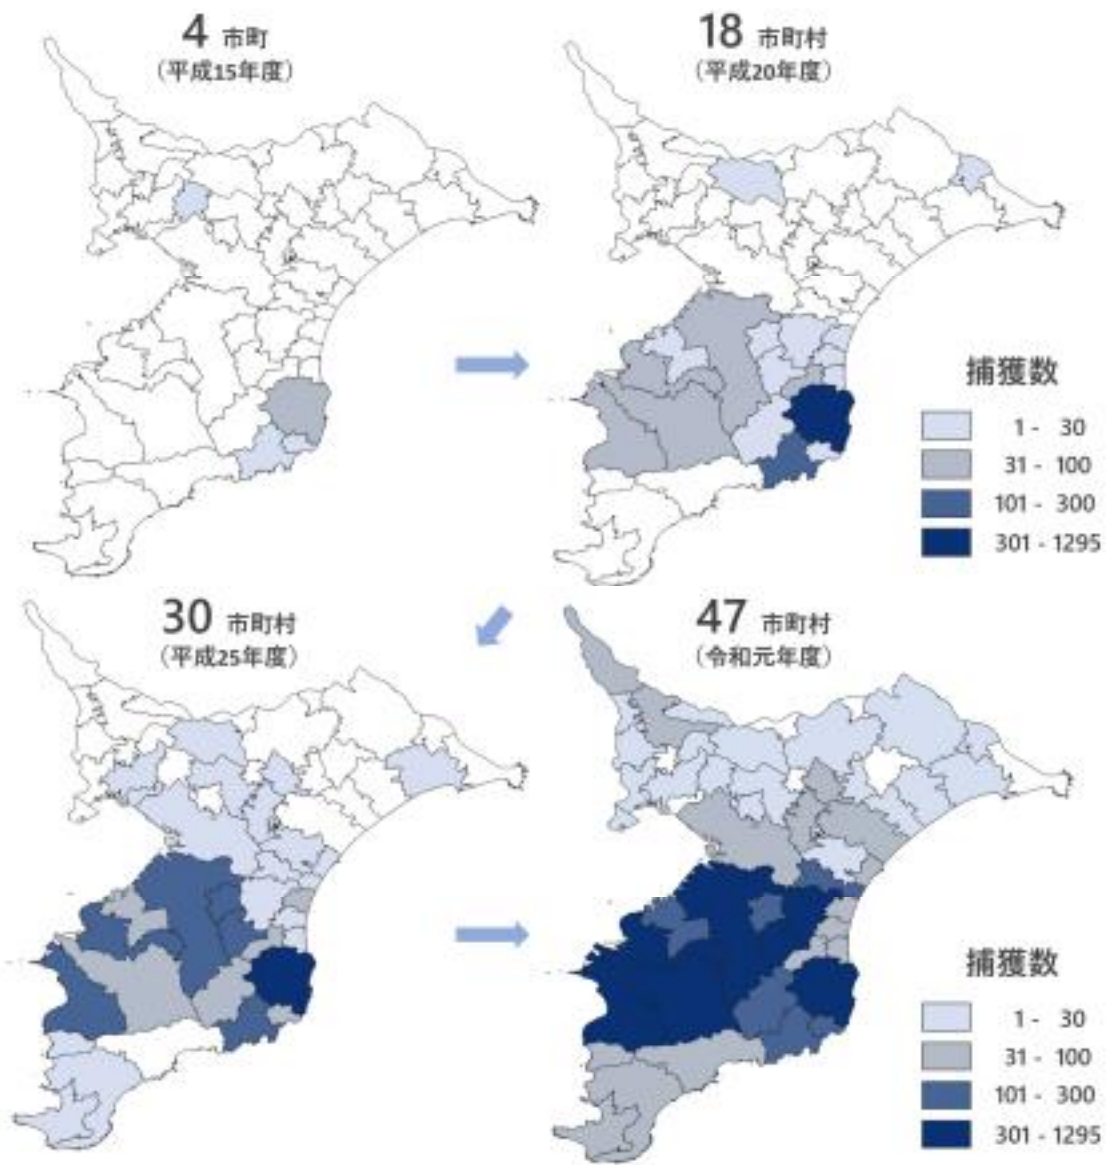 4 市町
（平成15年度）
18 市町村
（平成20年度）
捕獲数
1 - 30
31 - 100
101 - 300
301 - 1295
30 市町村
（平成25年度）
47 市町村
（令和元年度）
捕獲数
1 - 30
31 - 100
101 - 300
301 - 1295